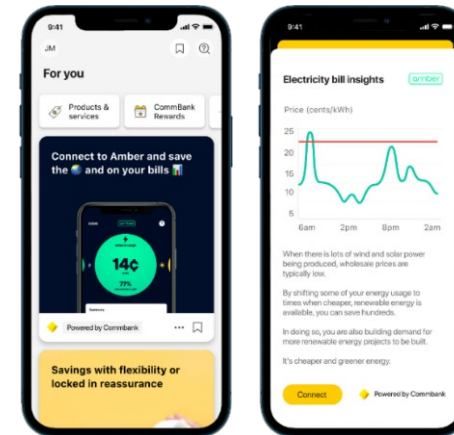 9:41
JM
For you
Products &
services
CommBank
Rewards
Connect to Amber and save
the 🌏 and on your bills 📊
14¢
77%
Powered by Commbank
Savings with flexibility or
locked in reassurance
9:41
Electricity bill insights
amber
Price (cents/kWh)
25
20
15
10
5
6am 2pm 8pm 2am
When there is lots of wind and solar power
being produced, wholesale prices are
typically low.
By shifting some of your energy usage to
times when cheaper, renewable energy is
available, you can save hundreds.
In doing so, you are also building demand for
more renewable energy projects to be built.
It's cheaper and greener energy.
Connect
Powered by Commbank